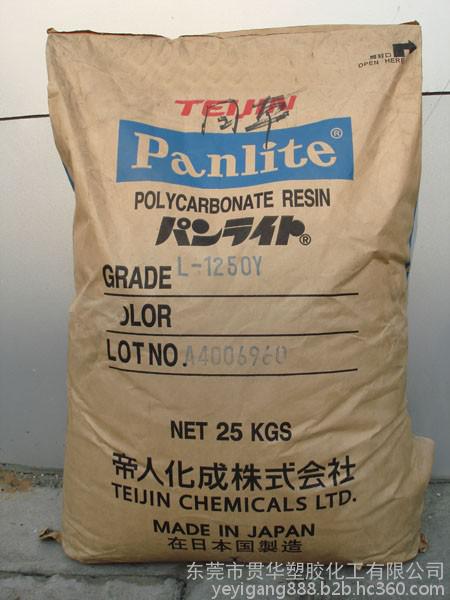 開封口
OPEN HERE
TEIJIN
Panlite®
POLYCARBONATE RESIN
パンライト®
GRADE L-1250Y
OLOR
LOT NO. A4006960
NET 25 KGS
帝人化成株式会社
TEIJIN CHEMICALS LTD.
MADE IN JAPAN
在日本国製造
东莞市贯华塑胶化工有限公司
yeyigang888.b2b.hc360.com